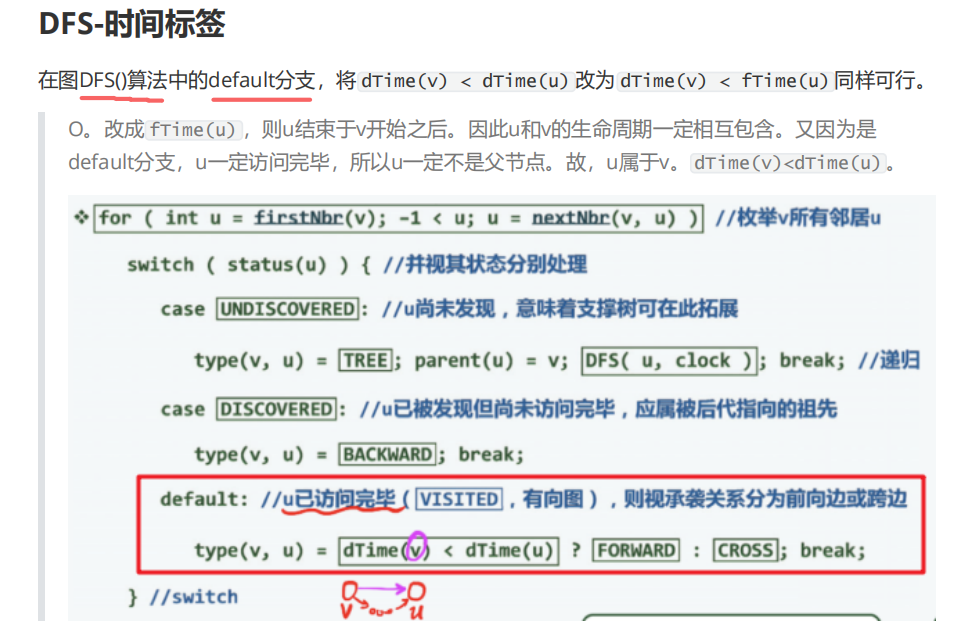 DFS-时间标签
在图DFS()算法中的default分支，将 dTime(v) < dTime(u) 改为 dTime(v) < fTime(u) 同样可行。
O。改成 fTime(u) ，则u结束于v开始之后。因此u和v的生命周期一定相互包含。又因为是
default分支，u一定访问完毕，所以u一定不是父节点。故，u属于v。 dTime(v)<dTime(u) 。
❖ for ( int u = firstNbr(v); -1 < u; u = nextNbr(v, u) ) //枚举v所有邻居u
switch ( status(u) ) { //并视其状态分别处理
case UNDISCOVERED: //u尚未发现，意味着支撑树可在此拓展
type(v, u) = TREE; parent(u) = v; DFS( u, clock ); break; //递归
case DISCOVERED: //u已被发现但尚未访问完毕，应属被后代指向的祖先
type(v, u) = BACKWARD; break;
default: //u已访问完毕（VISITED，有向图），则视承袭关系分为前向边或跨边
type(v, u) = dTime(v) < dTime(u) ? FORWARD : CROSS; break;
} //switch
v u